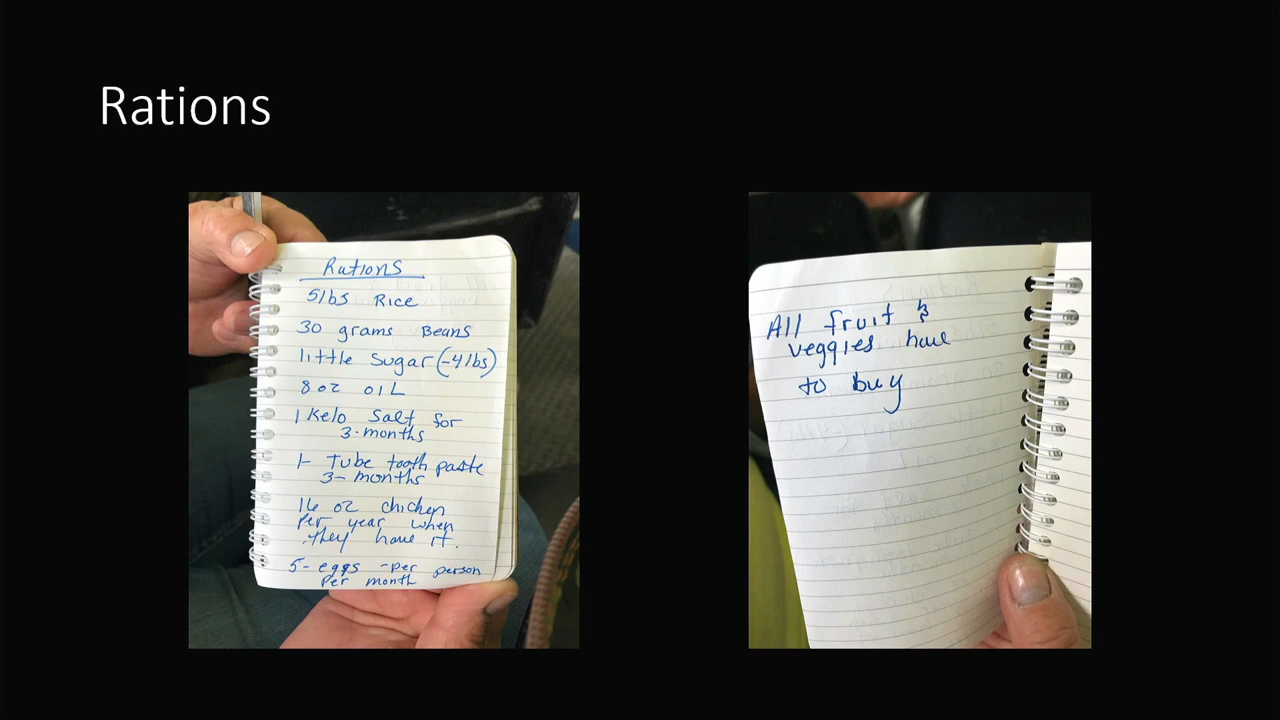 Rations
Rations
5lbs Rice
30 grams Beans
little Sugar (-4lbs)
8 oz OIL
1 Kelo Salt for
3-months
1- Tube tooth paste
3-months
16 oz chicken
Per year when
they have it.
5-eggs -per person
Per month
All fruit &
veggies have
to buy